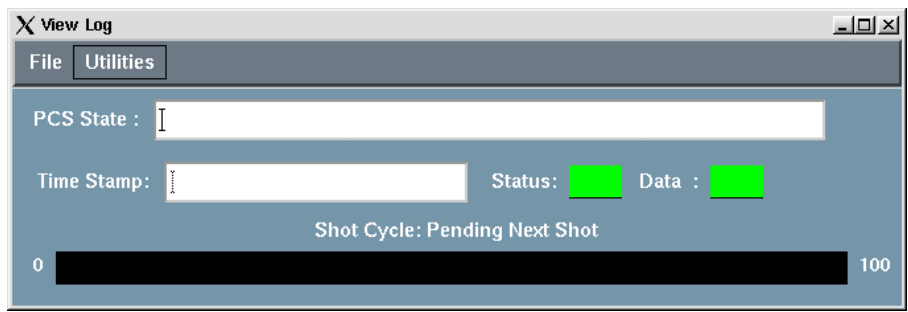 View Log
File Utilities
PCS State :
Time Stamp: Status: Data :
Shot Cycle: Pending Next Shot
0 100